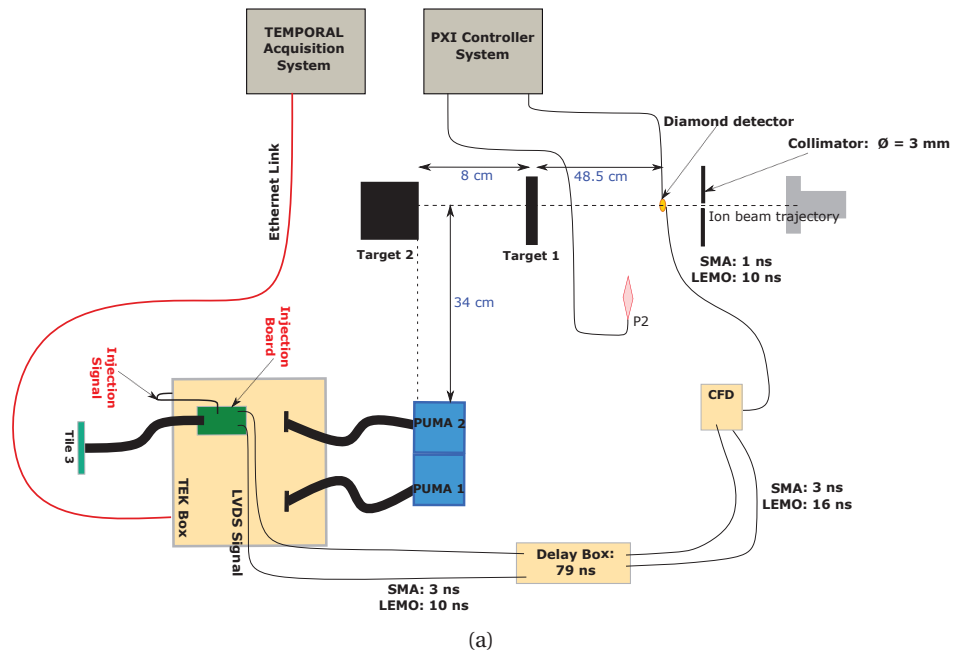 TEMPORAL
Acquisition
System
PXI Controller
System
Diamond detector
Collimator: Ø = 3 mm
8 cm
48.5 cm
Ethernet Link
Ion beam trajectory
Target 2
Target 1
SMA: 1 ns
LEMO: 10 ns
34 cm
P2
Injection
Board
Injection
Signal
CFD
PUMA 2
Tile 3
PUMA 1
TEK Box
LVDS Signal
SMA: 3 ns
LEMO: 16 ns
Delay Box:
79 ns
SMA: 3 ns
LEMO: 10 ns
(a)